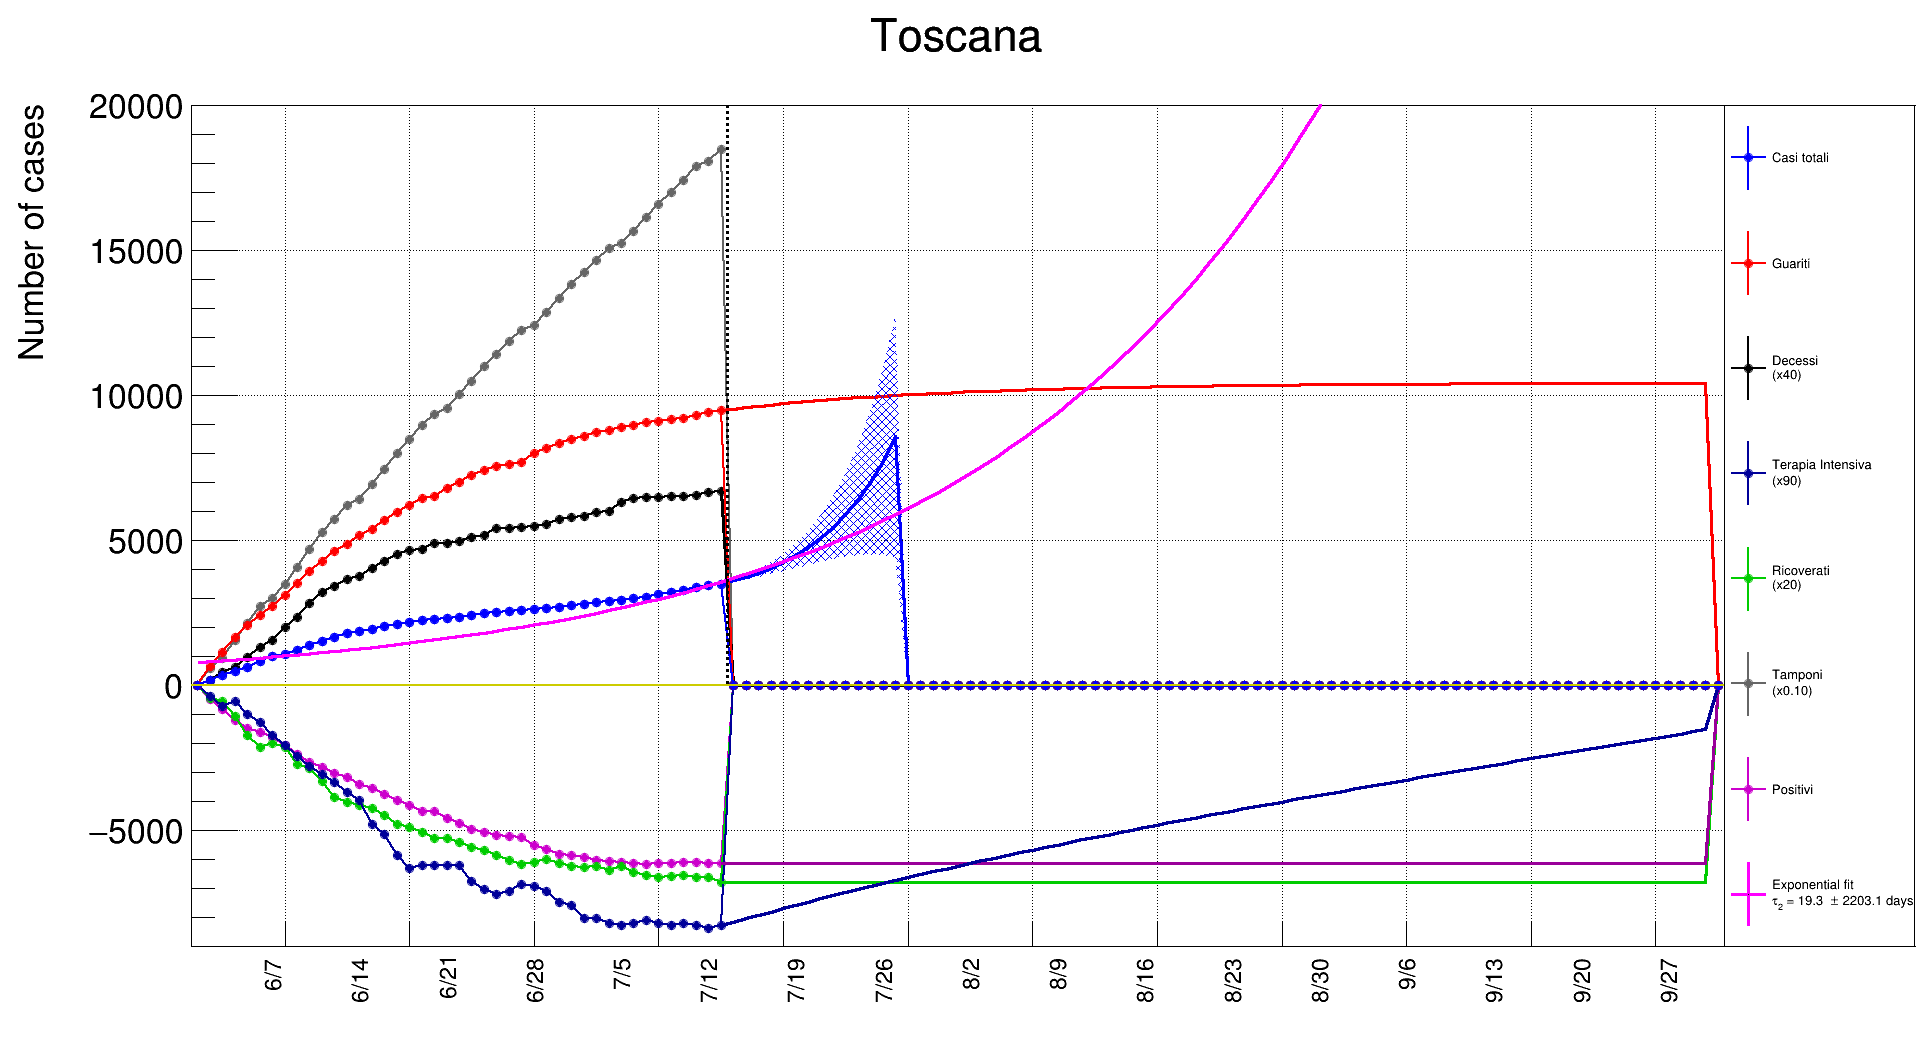 Toscana
Number of cases
20000
15000
10000
5000
0
−5000
6/7
6/14
6/21
6/28
7/5
7/12
7/19
7/26
8/2
8/9
8/16
8/23
8/30
9/6
9/13
9/20
9/27
Casi totali
Guariti
Decessi
(x40)
Terapia Intensiva
(x90)
Ricoverati
(x20)
Tamponi
(x0.10)
Positivi
Exponential fit
τ₂ = 19.3 ± 2203.1 days